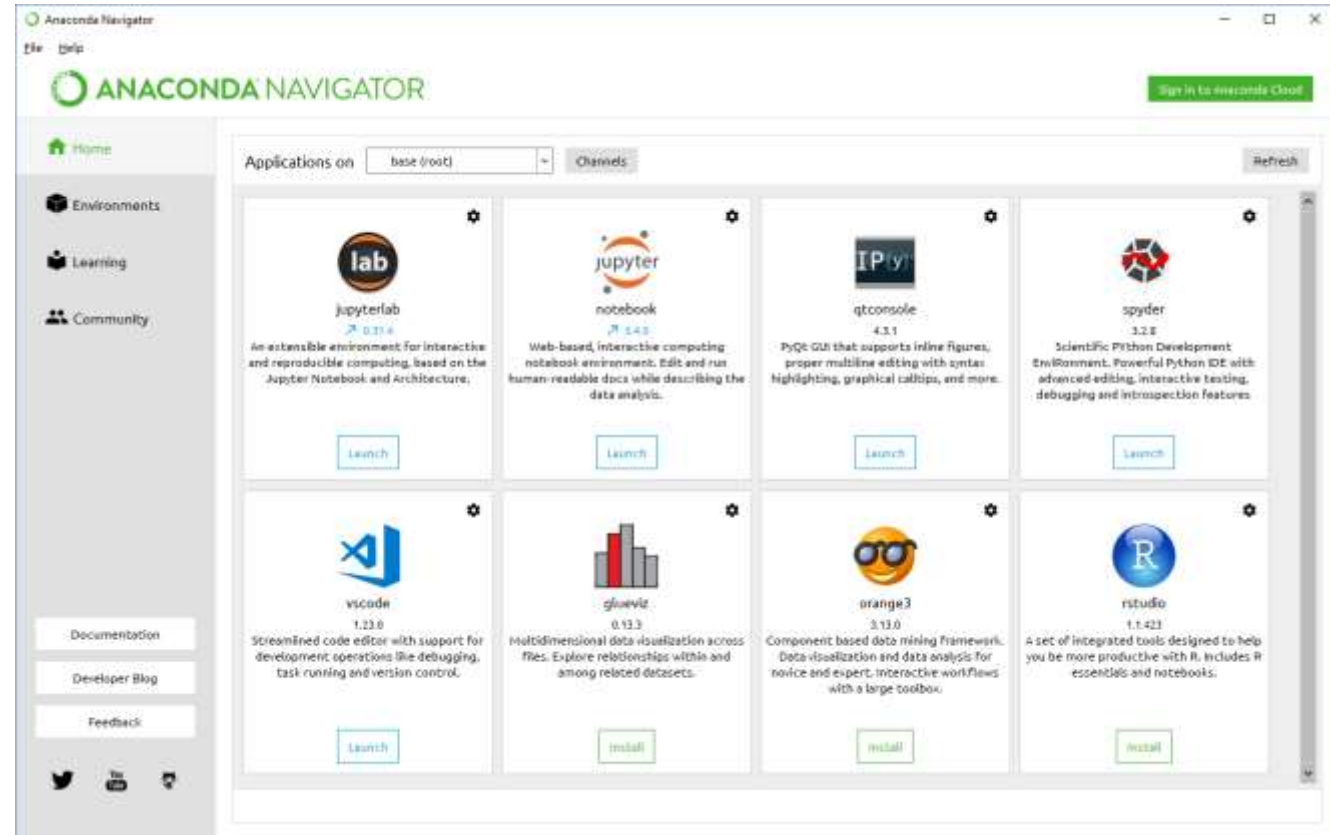 Anaconda Navigator
File Help
ANACONDA NAVIGATOR
Sign in to Anaconda Cloud
Home
Environments
Learning
Community
Documentation
Developer Blog
Feedback
You
Tube
Applications on base (root) Channels Refresh
lab
jupyterlab
0.31.4
An extensible environment for interactive
and reproducible computing, based on the
Jupyter Notebook and Architecture.
Launch
jupyter
notebook
5.4.0
Web-based, interactive computing
notebook environment. Edit and run
human-readable docs while describing the
data analysis.
Launch
IP[y]
qtconsole
4.3.1
PyQt GUI that supports inline figures,
proper multiline editing with syntax
highlighting, graphical calltips, and more.
Launch
spyder
3.2.8
Scientific PYthon Development
EnviRonment. Powerful Python IDE with
advanced editing, interactive testing,
debugging and introspection features
Launch
vscode
1.23.0
Streamlined code editor with support for
development operations like debugging,
task running and version control.
Launch
glueviz
0.13.3
Multidimensional data visualization across
files. Explore relationships within and
among related datasets.
Install
orange3
3.13.0
Component based data mining framework.
Data visualization and data analysis for
novice and expert. Interactive workflows
with a large toolbox.
Install
R
rstudio
1.1.423
A set of integrated tools designed to help
you be more productive with R. Includes R
essentials and notebooks.
Install